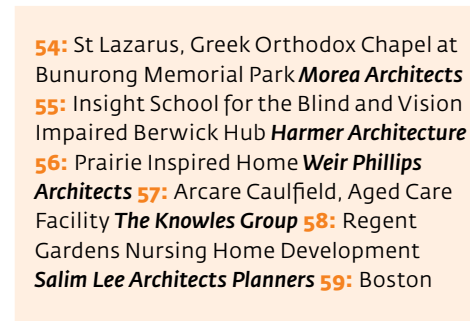 54: St Lazarus, Greek Orthodox Chapel at
Bunurong Memorial Park Morea Architects
55: Insight School for the Blind and Vision
Impaired Berwick Hub Harmer Architecture
56: Prairie Inspired Home Weir Phillips
Architects 57: Arcare Caulfield, Aged Care
Facility The Knowles Group 58: Regent
Gardens Nursing Home Development
Salim Lee Architects Planners 59: Boston